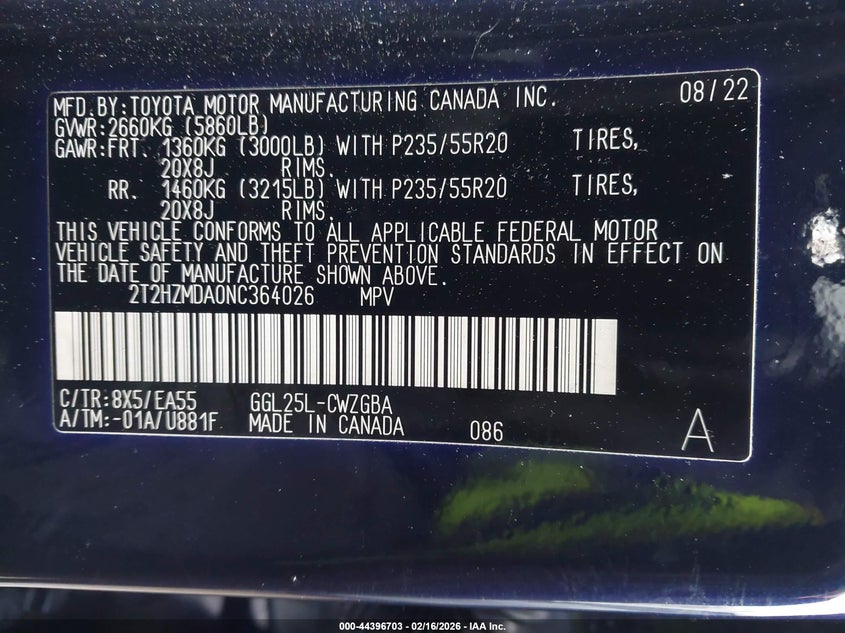 MFD.BY:TOYOTA MOTOR MANUFACTURING CANADA INC. 08/22
GVWR:2660KG (5860LB)
GAWR:FRT. 1360KG (3000LB) WITH P235/55R20 TIRES,
20X8J RIMS.
RR. 1460KG (3215LB) WITH P235/55R20 TIRES,
20X8J RIMS.
THIS VEHICLE CONFORMS TO ALL APPLICABLE FEDERAL MOTOR
VEHICLE SAFETY AND THEFT PREVENTION STANDARDS IN EFFECT ON
THE DATE OF MANUFACTURE SHOWN ABOVE.
2T2HZMDA0NC364026 MPV
C/TR:8X5/EA55 GGL25L-CWZGBA
A/TM:-01A/U881F MADE IN CANADA 086 A
000-44396703 - 02/16/2026 - IAA Inc.